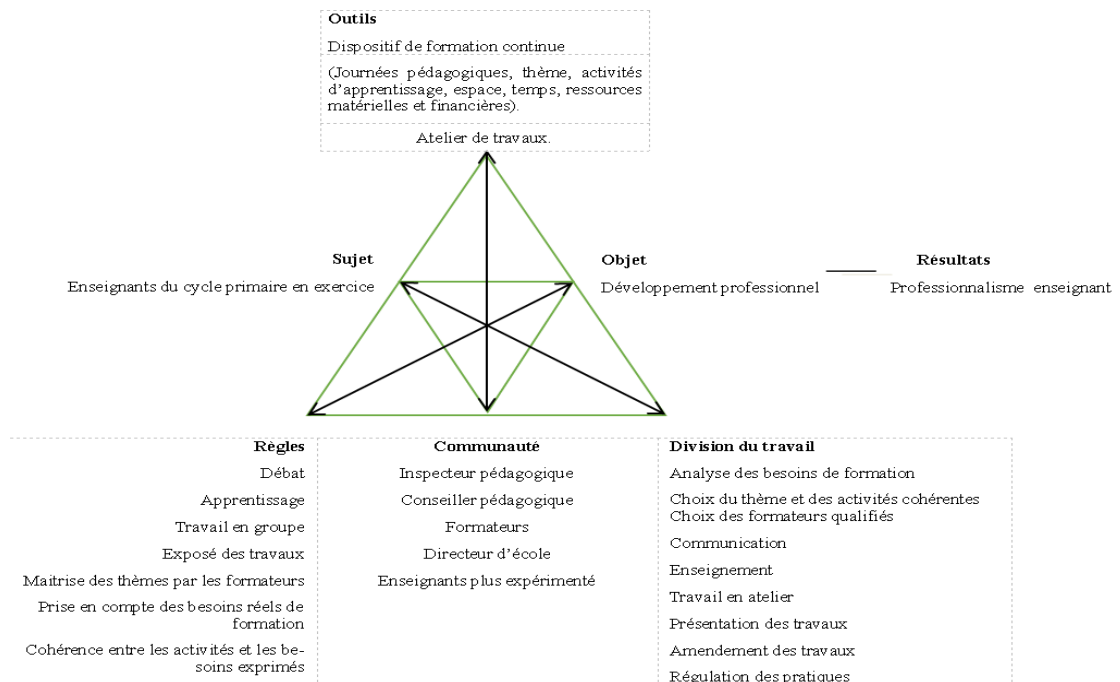 Outils
Dispositif de formation continue
(Journées pédagogiques, thème, activités
d'apprentissage, espace, temps, ressources
matérielles et financières).
Atelier de travaux.
Sujet
Enseignants du cycle primaire en exercice
Objet
Développement professionnel
Résultats
Professionnalisme enseignant
Règles
Débat
Apprentissage
Travail en groupe
Exposé des travaux
Maitrise des thèmes par les formateurs
Prise en compte des besoins réels de
formation
Cohérence entre les activités et les be-
soins exprimés
Communauté
Inspecteur pédagogique
Conseiller pédagogique
Formateurs
Directeur d'école
Enseignants plus expérimenté
Division du travail
Analyse des besoins de formation
Choix du thème et des activités cohérentes
Choix des formateurs qualifiés
Communication
Enseignement
Travail en atelier
Présentation des travaux
Amendement des travaux
Régulation des pratiques